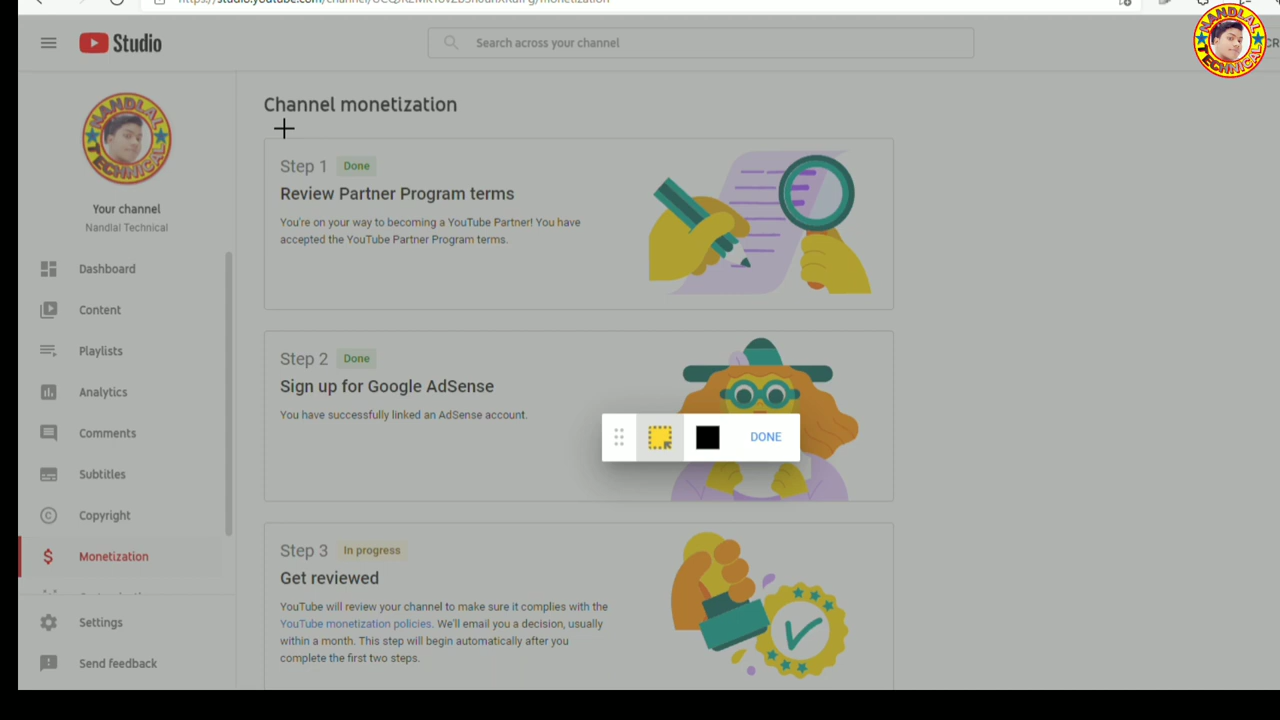 Studio
Search across your channel
NANDLAL
TECHNICAL
CR
NANDLAL
TECHNICAL
Your channel
Nandlal Technical
Dashboard
Content
Playlists
Analytics
Comments
Subtitles
Copyright
Monetization
Settings
Send feedback
Channel monetization
Step 1 Done
Review Partner Program terms
You're on your way to becoming a YouTube Partner! You have
accepted the YouTube Partner Program terms.
Step 2 Done
Sign up for Google AdSense
You have successfully linked an AdSense account.
DONE
Step 3 In progress
Get reviewed
YouTube will review your channel to make sure it complies with the
YouTube monetization policies. We'll email you a decision, usually
within a month. This step will begin automatically after you
complete the first two steps.